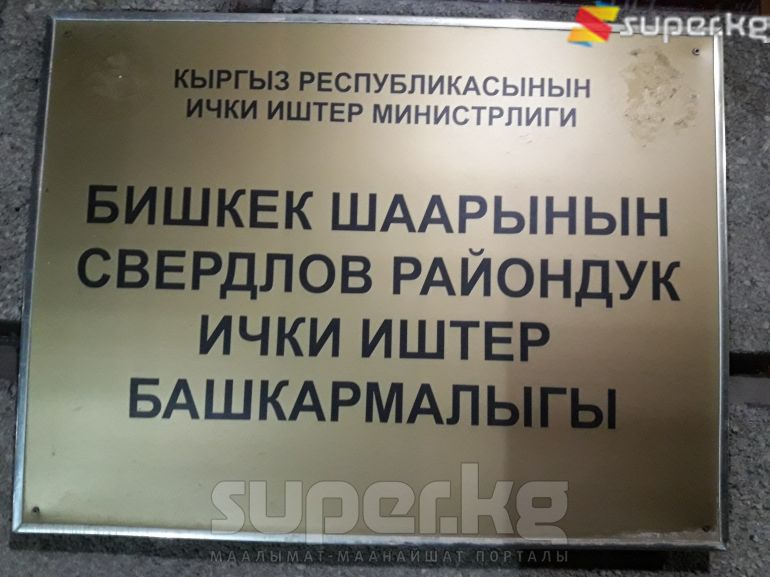 super.kg
КЫРГЫЗ РЕСПУБЛИКАСЫНЫН
ИЧКИ ИШТЕР МИНИСТРЛИГИ
БИШКЕК ШААРЫНЫН
СВЕРДЛОВ РАЙОНДУК
ИЧКИ ИШТЕР
БАШКАРМАЛЫГЫ
super.kg
МААЛЫМАТ-МААНАЙШАТ ПОРТАЛЫ